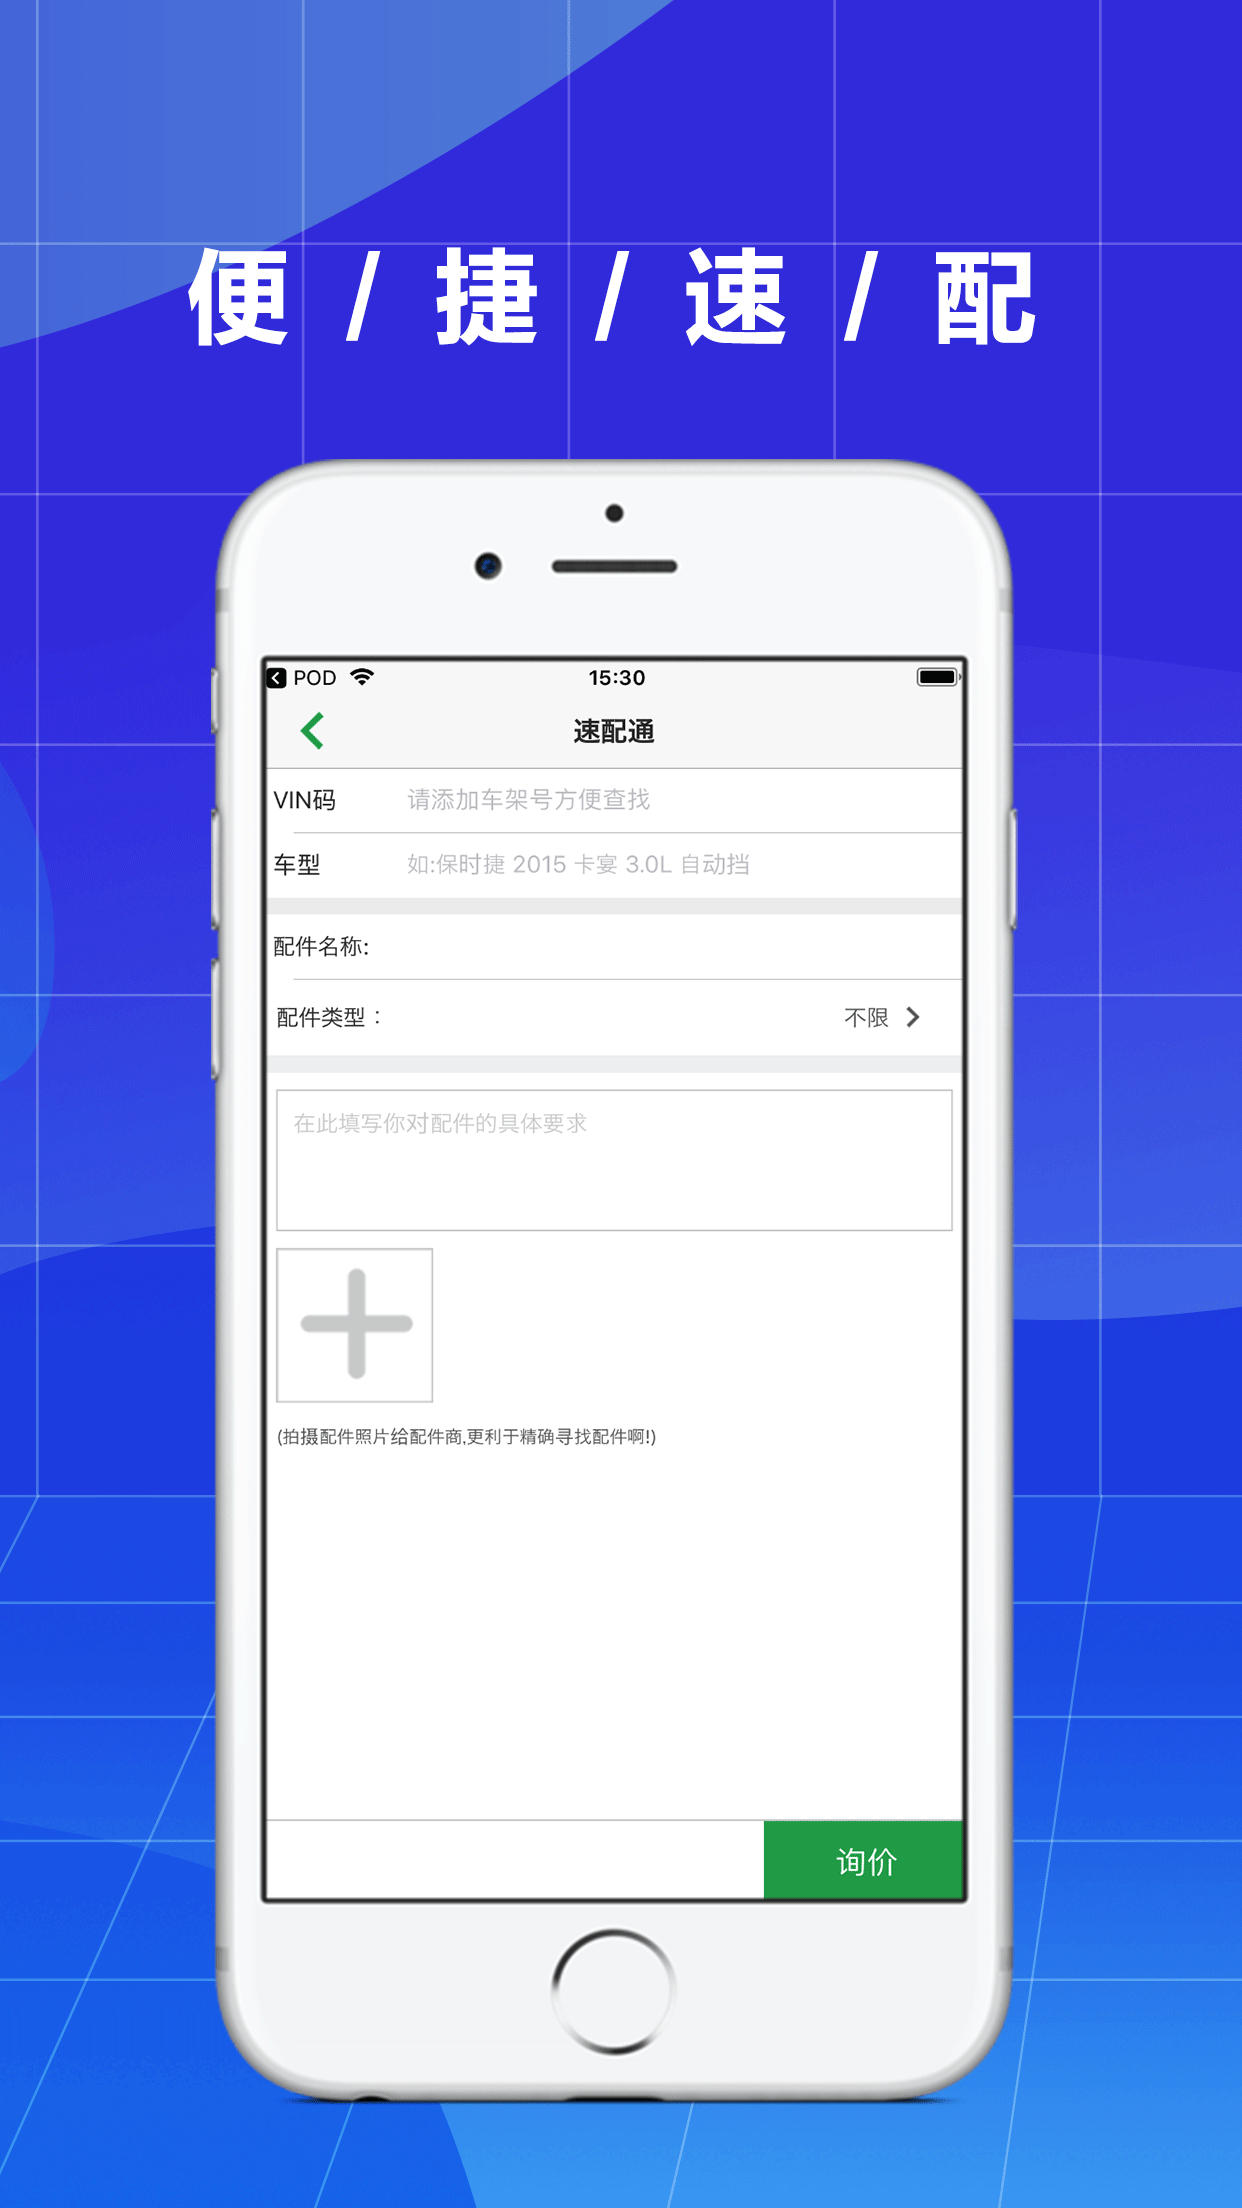 便 / 捷 / 速 / 配
POD 15:30
速配通
VIN码 请添加车架号方便查找
车型 如:保时捷 2015 卡宴 3.0L 自动挡
配件名称:
配件类型： 不限
在此填写你对配件的具体要求
(拍摄配件照片给配件商,更利于精确寻找配件啊!)
询价